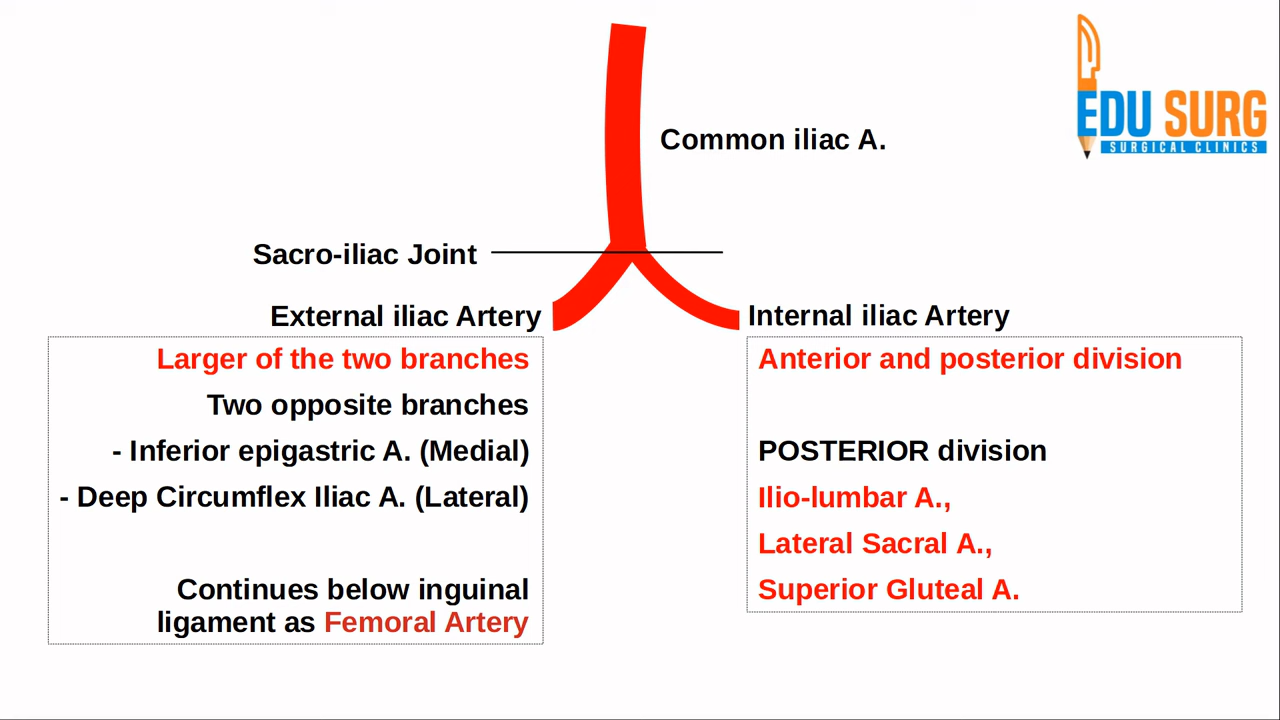 EDU SURG
SURGICAL CLINICS
Common iliac A.
Sacro-iliac Joint
External iliac Artery
Larger of the two branches
Two opposite branches
- Inferior epigastric A. (Medial)
- Deep Circumflex Iliac A. (Lateral)
Continues below inguinal
ligament as Femoral Artery
Internal iliac Artery
Anterior and posterior division
POSTERIOR division
Ilio-lumbar A.,
Lateral Sacral A.,
Superior Gluteal A.